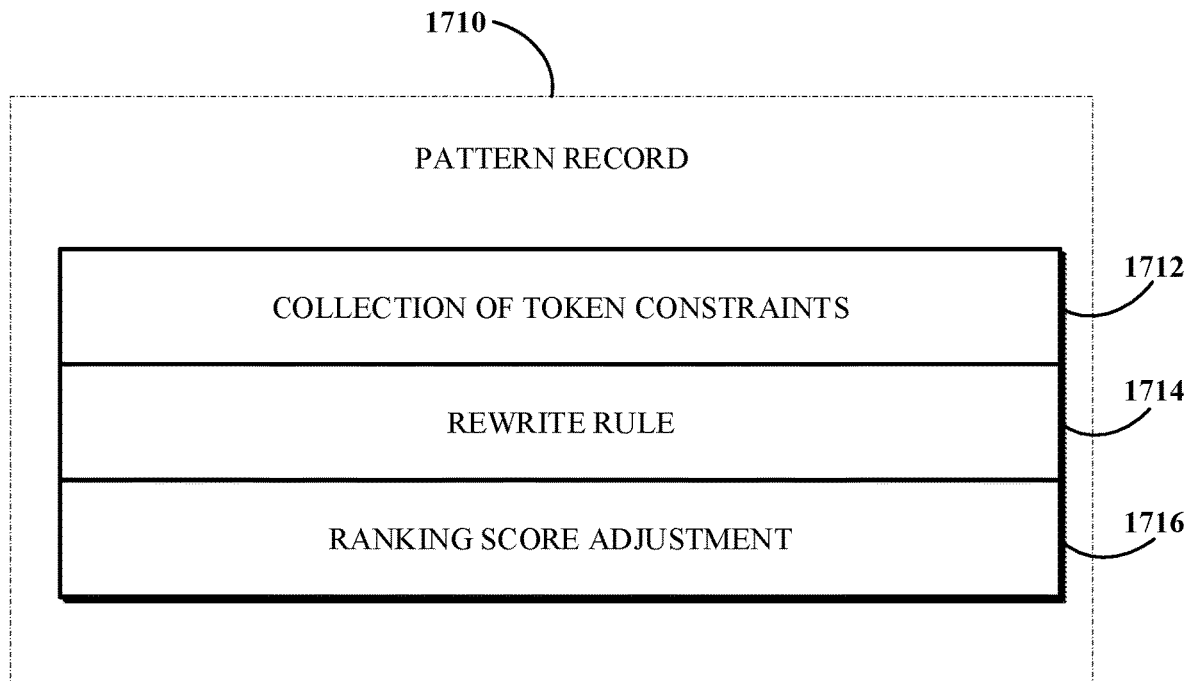 1710
PATTERN RECORD
COLLECTION OF TOKEN CONSTRAINTS
1712
REWRITE RULE
1714
RANKING SCORE ADJUSTMENT
1716